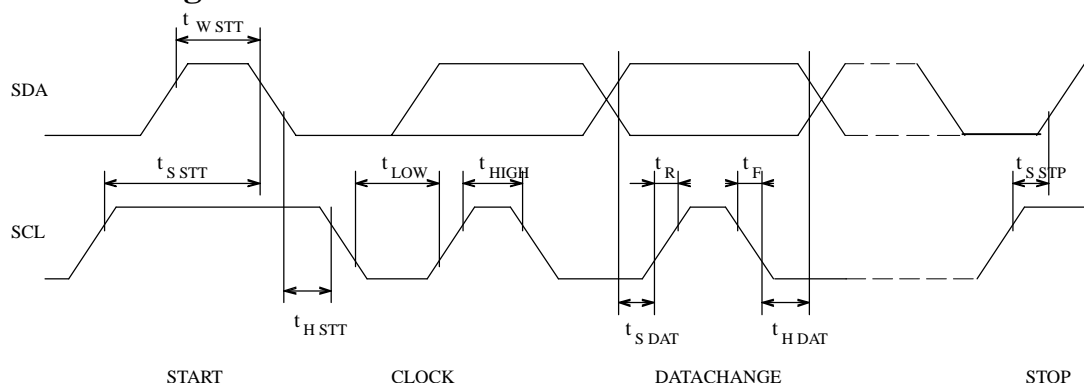 t W STT
SDA
t S STT
t LOW
t HIGH
t R
t F
t S STP
SCL
t H STT
t S DAT
t H DAT
START CLOCK DATACHANGE STOP